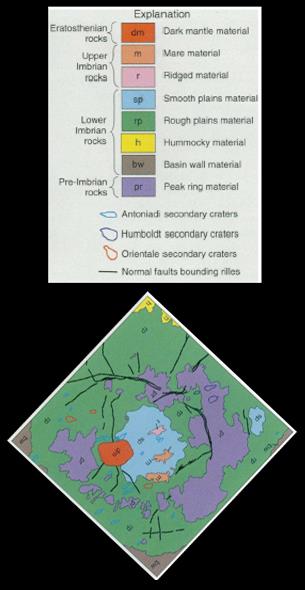 Explanation
Eratosthenian rocks
dm Dark mantle material
Upper Imbrian rocks
m Mare material
r Ridged material
Lower Imbrian rocks
sp Smooth plains material
rp Rough plains material
h Hummocky material
bw Basin wall material
Pre-Imbrian rocks
pr Peak ring material
Antoniadi secondary craters
Humboldt secondary craters
Orientale secondary craters
Normal faults bounding rilles
dm